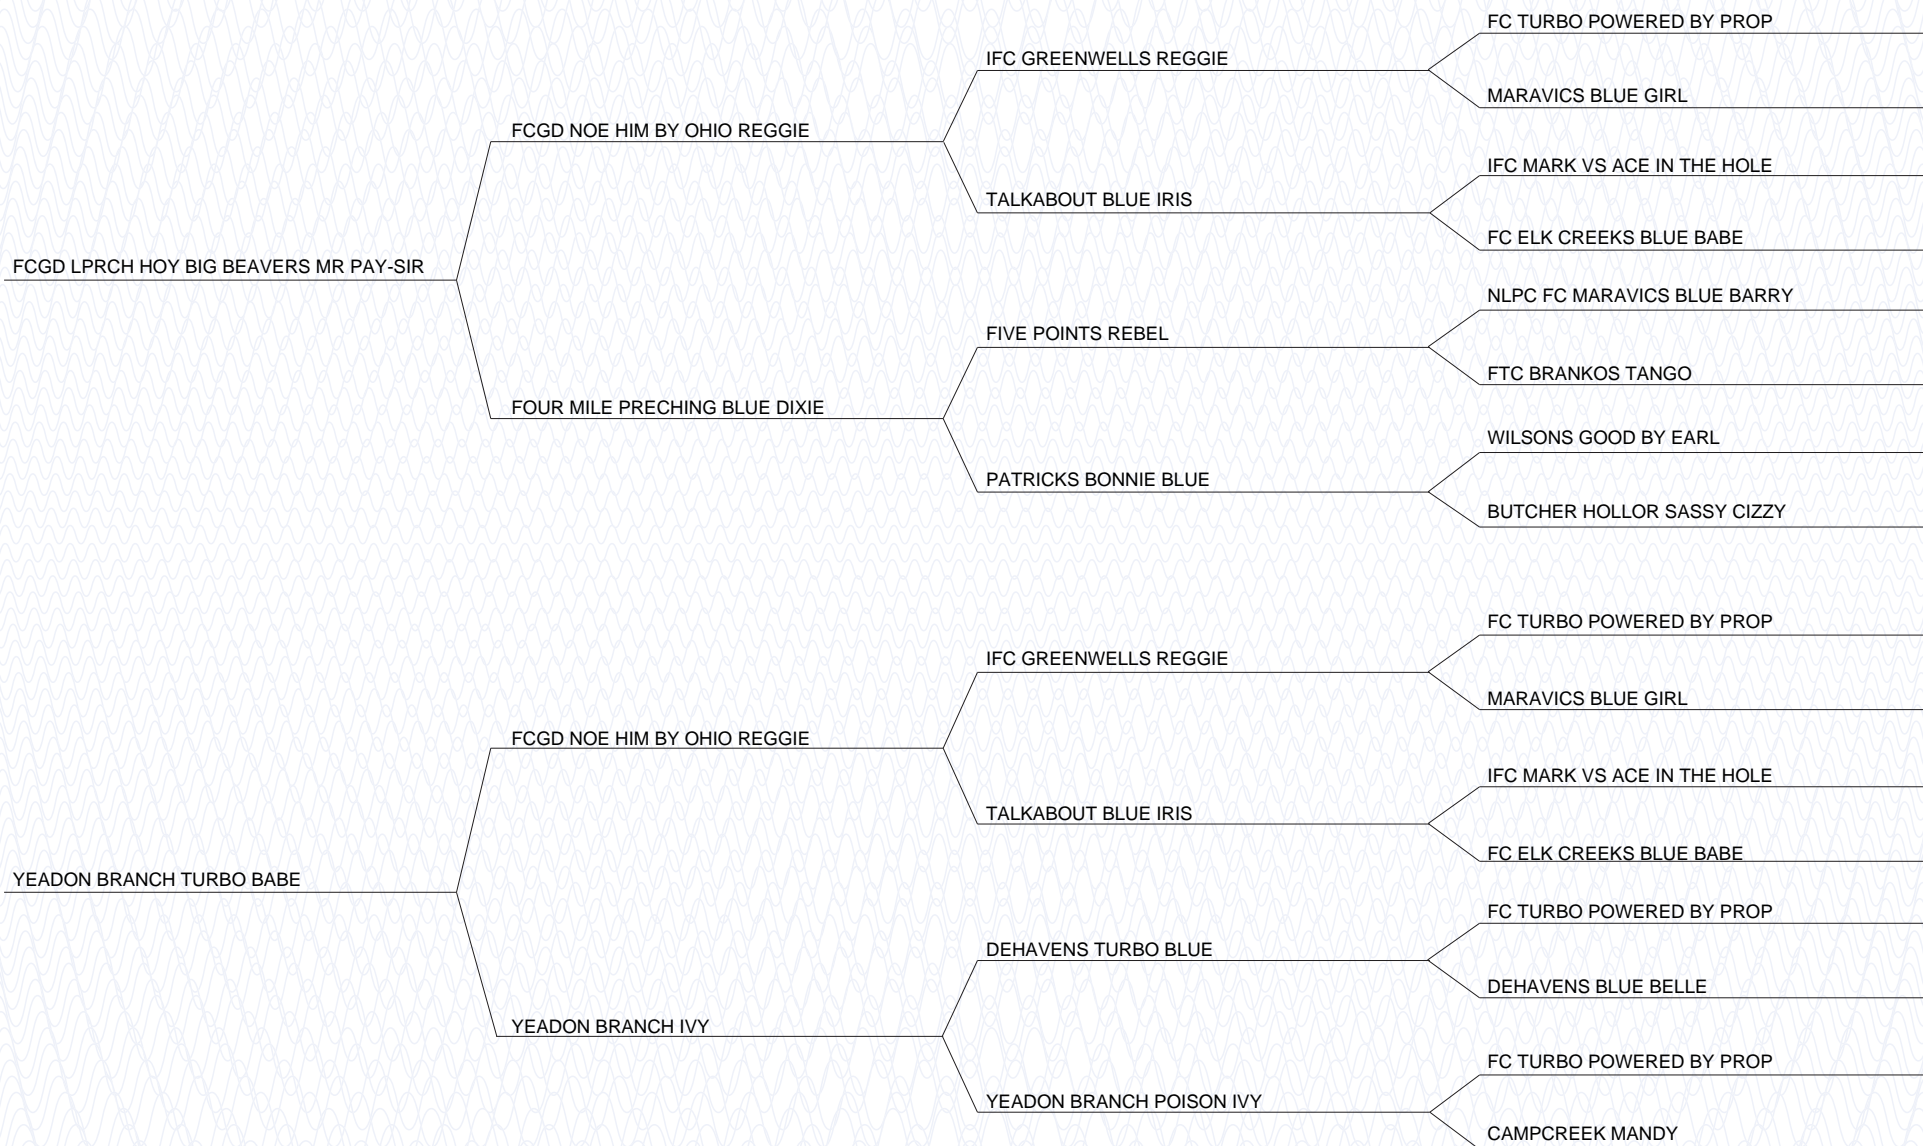 FC TURBO POWERED BY PROP
IFC GREENWELLS REGGIE
MARAVICS BLUE GIRL
FCGD NOE HIM BY OHIO REGGIE
IFC MARK VS ACE IN THE HOLE
TALKABOUT BLUE IRIS
FC ELK CREEKS BLUE BABE
FCGD LPRCH HOY BIG BEAVERS MR PAY-SIR
NLPC FC MARAVICS BLUE BARRY
FIVE POINTS REBEL
FTC BRANKOS TANGO
FOUR MILE PRECHING BLUE DIXIE
WILSONS GOOD BY EARL
PATRICKS BONNIE BLUE
BUTCHER HOLLOR SASSY CIZZY
FC TURBO POWERED BY PROP
IFC GREENWELLS REGGIE
MARAVICS BLUE GIRL
FCGD NOE HIM BY OHIO REGGIE
IFC MARK VS ACE IN THE HOLE
TALKABOUT BLUE IRIS
FC ELK CREEKS BLUE BABE
YEADON BRANCH TURBO BABE
FC TURBO POWERED BY PROP
DEHAVENS TURBO BLUE
DEHAVENS BLUE BELLE
YEADON BRANCH IVY
FC TURBO POWERED BY PROP
YEADON BRANCH POISON IVY
CAMPCREEK MANDY